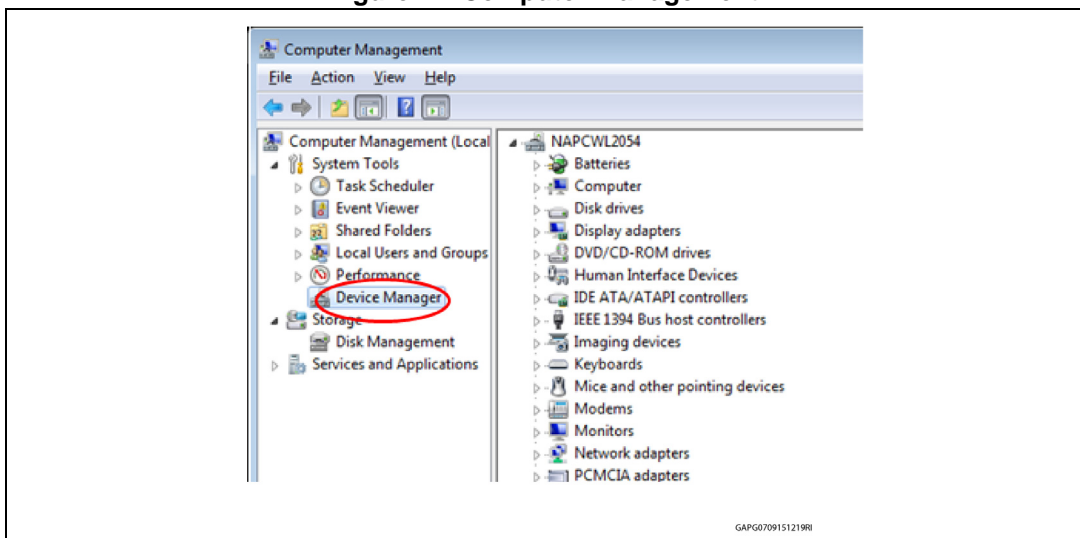 Computer Management
File Action View Help
Computer Management (Local
System Tools
Task Scheduler
Event Viewer
Shared Folders
Local Users and Groups
Performance
Device Manager
Storage
Disk Management
Services and Applications
NAPCWL2054
Batteries
Computer
Disk drives
Display adapters
DVD/CD-ROM drives
Human Interface Devices
IDE ATA/ATAPI controllers
IEEE 1394 Bus host controllers
Imaging devices
Keyboards
Mice and other pointing devices
Modems
Monitors
Network adapters
PCMCIA adapters
GAPG0709151219RI